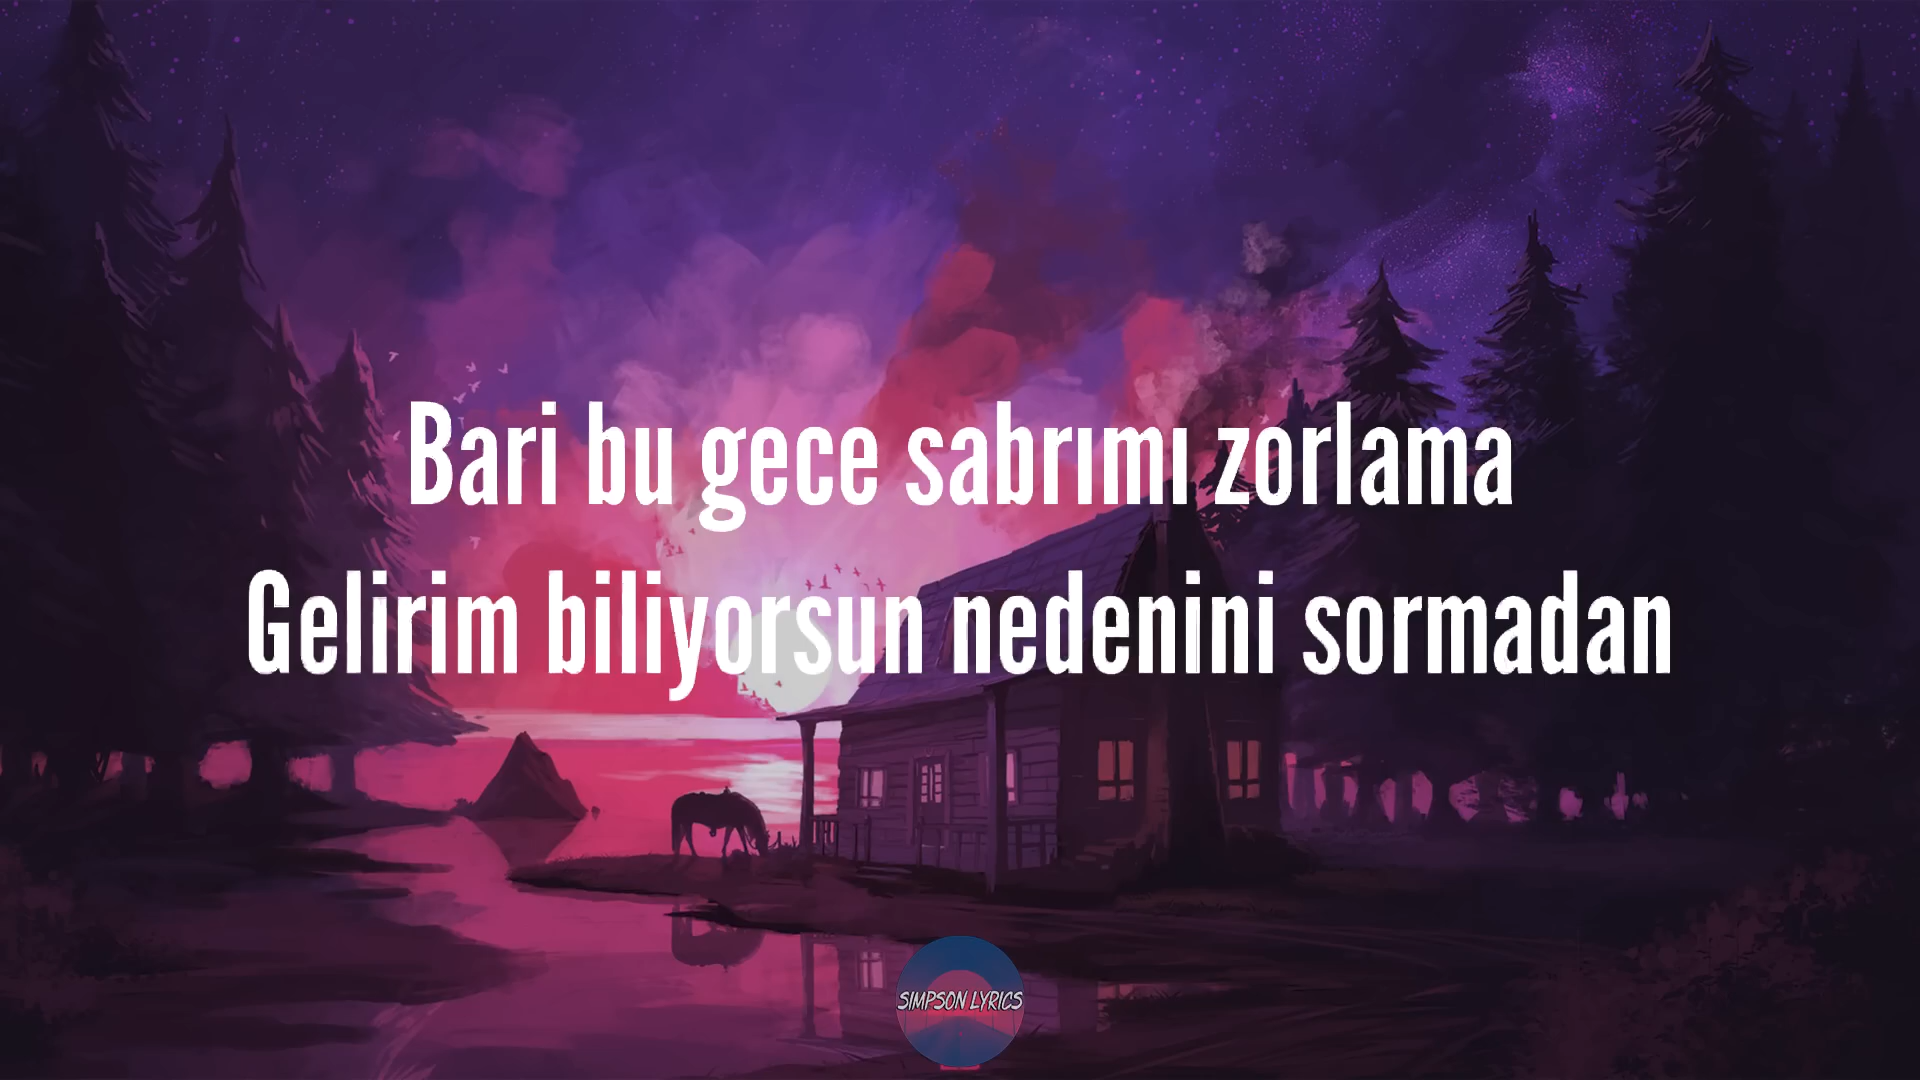 Bari bu gece sabrımı zorlama
Gelirim biliyorsun nedenini sormadan
SIMPSON LYRICS